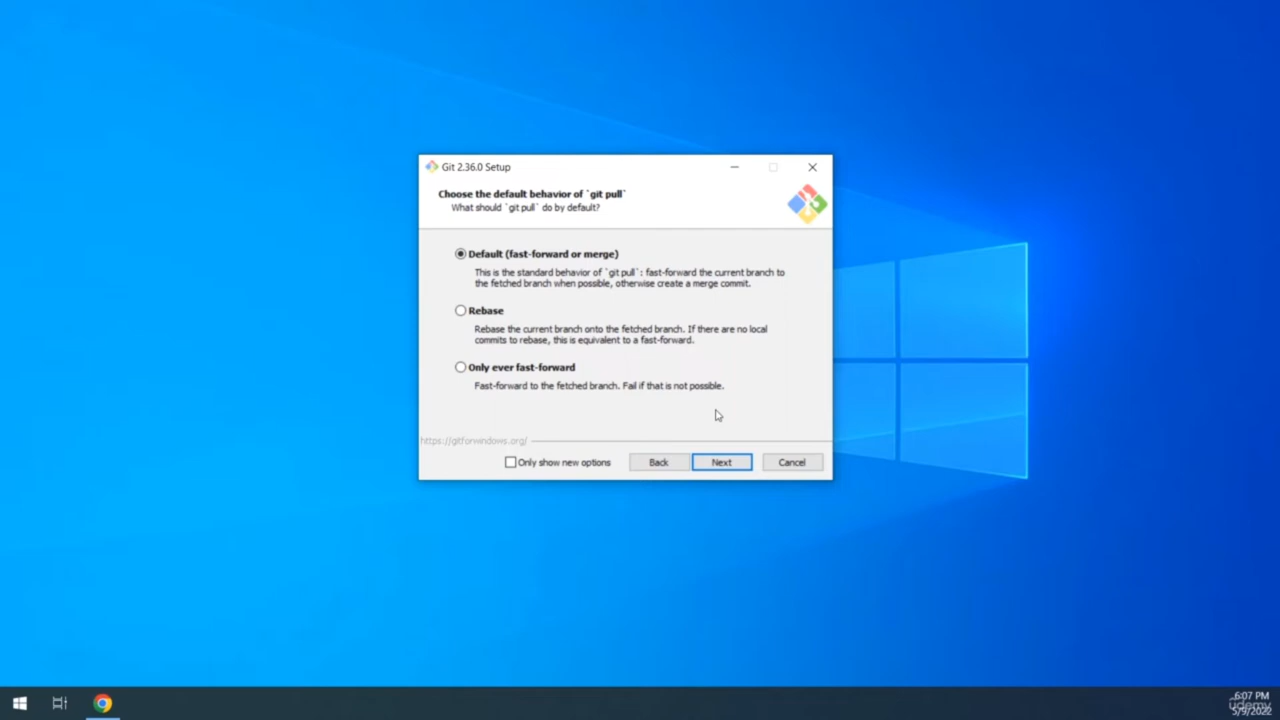 Git 2.36.0 Setup
Choose the default behavior of `git pull`
What should `git pull` do by default?
Default (fast-forward or merge)
This is the standard behavior of `git pull`: fast-forward the current branch to
the fetched branch when possible, otherwise create a merge commit.
Rebase
Rebase the current branch onto the fetched branch. If there are no local
commits to rebase, this is equivalent to a fast-forward.
Only ever fast-forward
Fast-forward to the fetched branch. Fail if that is not possible.
https://gitforwindows.org/
Only show new options
Back
Next
Cancel
6:07 PM
udemy
5/9/2022